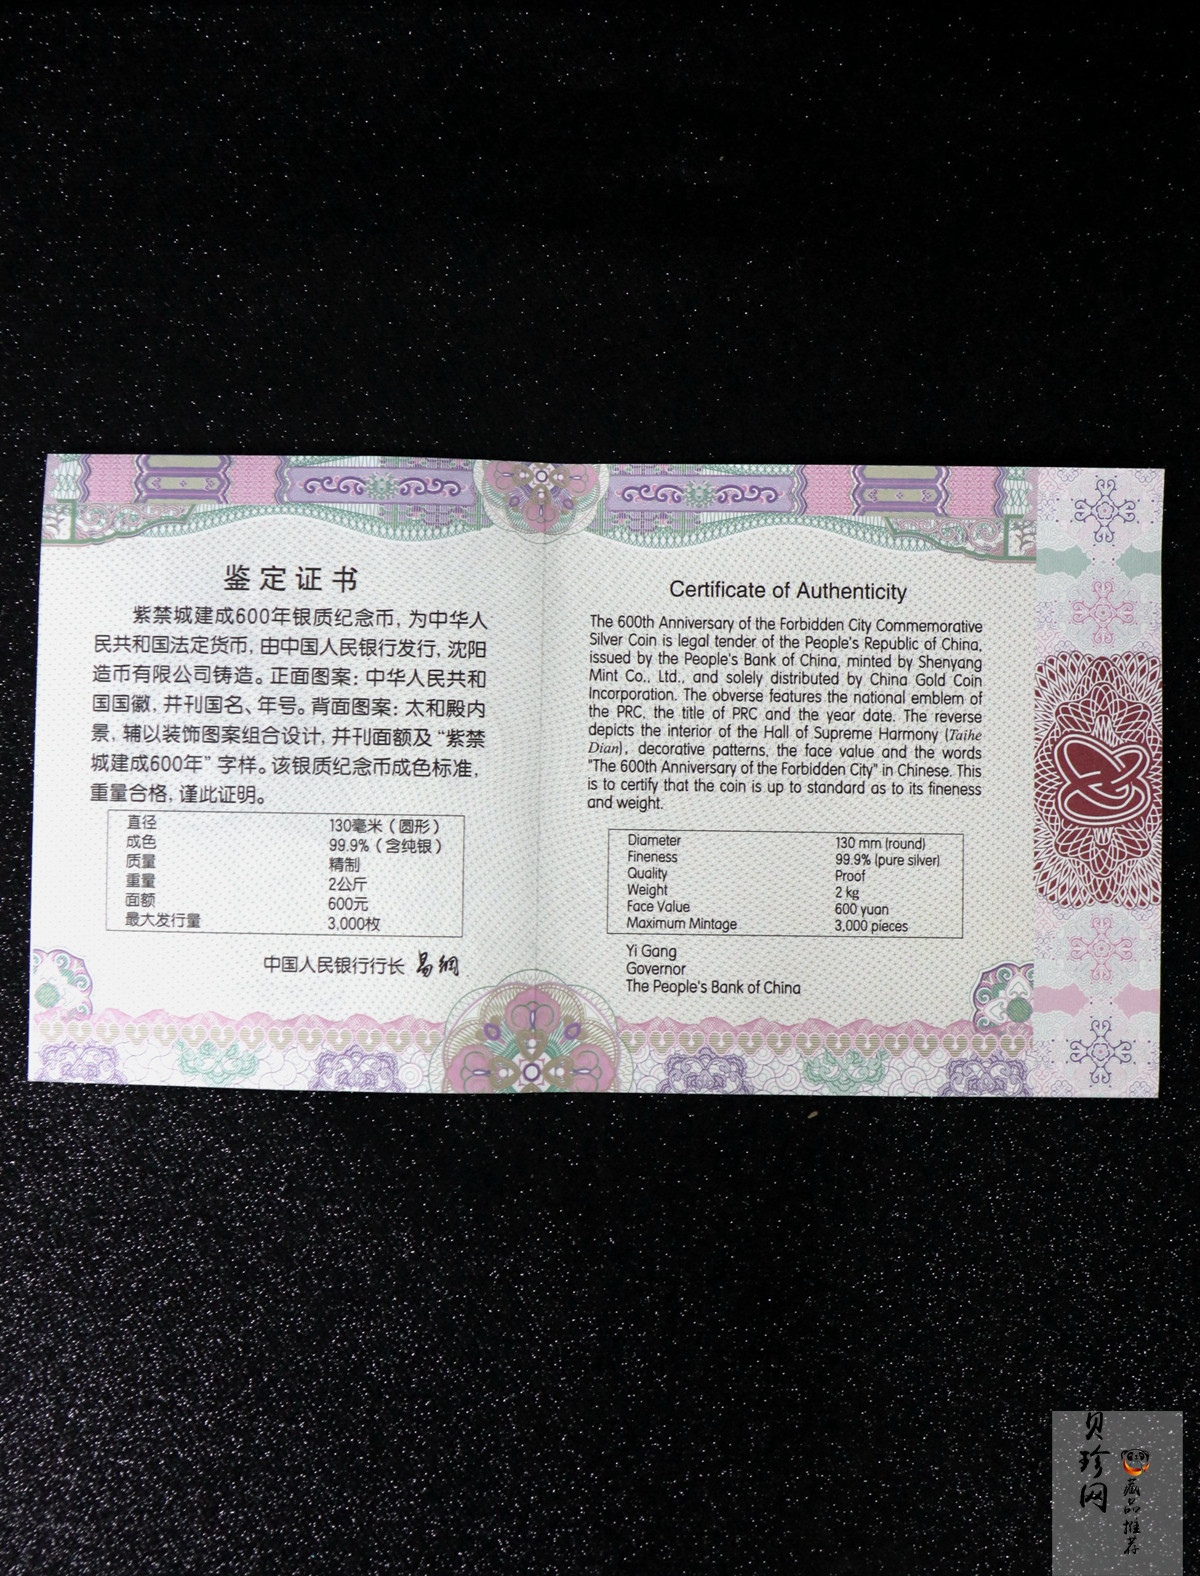 鉴定证书
紫禁城建成600年银质纪念币，为中华人
民共和国法定货币，由中国人民银行发行，沈阳
造币有限公司铸造。正面图案：中华人民共和
国国徽，并刊国名、年号。背面图案：太和殿内
景，辅以装饰图案组合设计，并刊面额及“紫禁
城建成600年”字样。该银质纪念币成色标准，
重量合格，谨此证明。
直径 130毫米（圆形）
成色 99.9%（含纯银）
质量 精制
重量 2公斤
面额 600元
最大发行量 3,000枚
中国人民银行行长 易纲
Certificate of Authenticity
The 600th Anniversary of the Forbidden City Commemorative
Silver Coin is legal tender of the People's Republic of China,
issued by the People's Bank of China, minted by Shenyang
Mint Co., Ltd., and solely distributed by China Gold Coin
Incorporation. The obverse features the national emblem of
the PRC, the title of PRC and the year date. The reverse
depicts the interior of the Hall of Supreme Harmony (Taihe
Dian), decorative patterns, the face value and the words
"The 600th Anniversary of the Forbidden City" in Chinese. This
is to certify that the coin is up to standard as to its fineness
and weight.
Diameter 130 mm (round)
Fineness 99.9% (pure silver)
Quality Proof
Weight 2 kg
Face Value 600 yuan
Maximum Mintage 3,000 pieces
Yi Gang
Governor
The People's Bank of China
贝珍网
藏品推荐